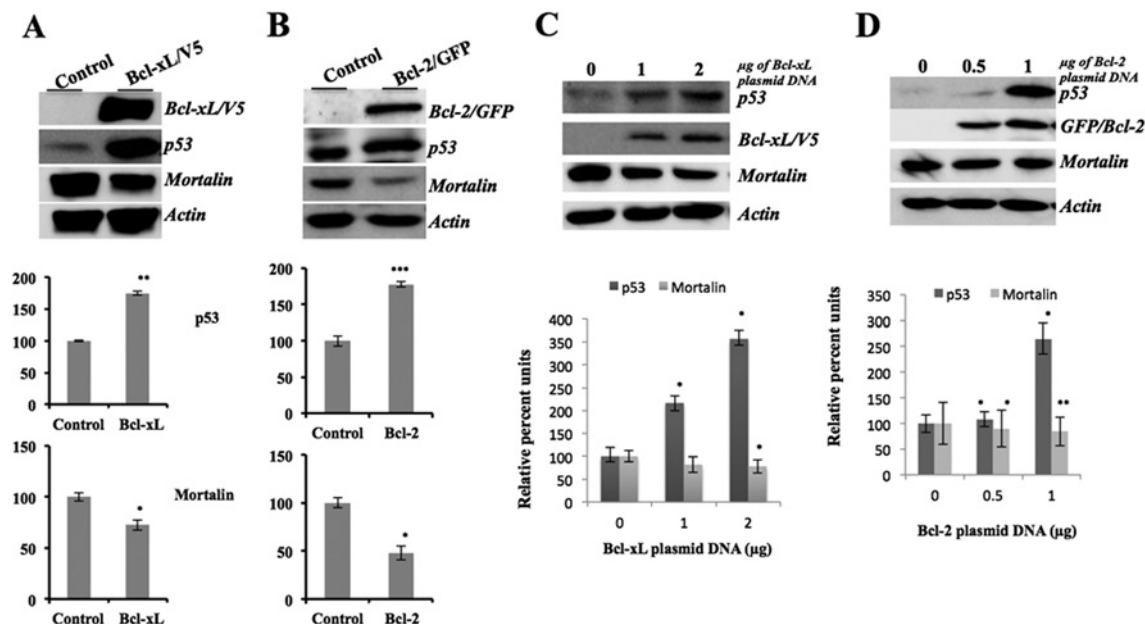 A
Control
Bcl-xL/V5
Bcl-xL/V5
p53
Mortalin
Actin
200
150
100
50
0
**
Control Bcl-xL
p53
150
100
50
0
*
Control Bcl-xL
Mortalin
B
Control
Bcl-2/GFP
Bcl-2/GFP
p53
Mortalin
Actin
200
150
100
50
0
***
Control Bcl-2
150
100
50
0
*
Control Bcl-2
C
0 1 2
µg of Bcl-xL
plasmid DNA
p53
Bcl-xL/V5
Mortalin
Actin
p53 Mortalin
Relative percent units
400
350
300
250
200
150
100
50
0
*
*
*
0 1 2
Bcl-xL plasmid DNA (µg)
D
0 0.5 1
µg of Bcl-2
plasmid DNA
p53
GFP/Bcl-2
Mortalin
Actin
p53 Mortalin
Relative percent units
350
300
250
200
150
100
50
0
* * * **
0 0.5 1
Bcl-2 plasmid DNA (µg)